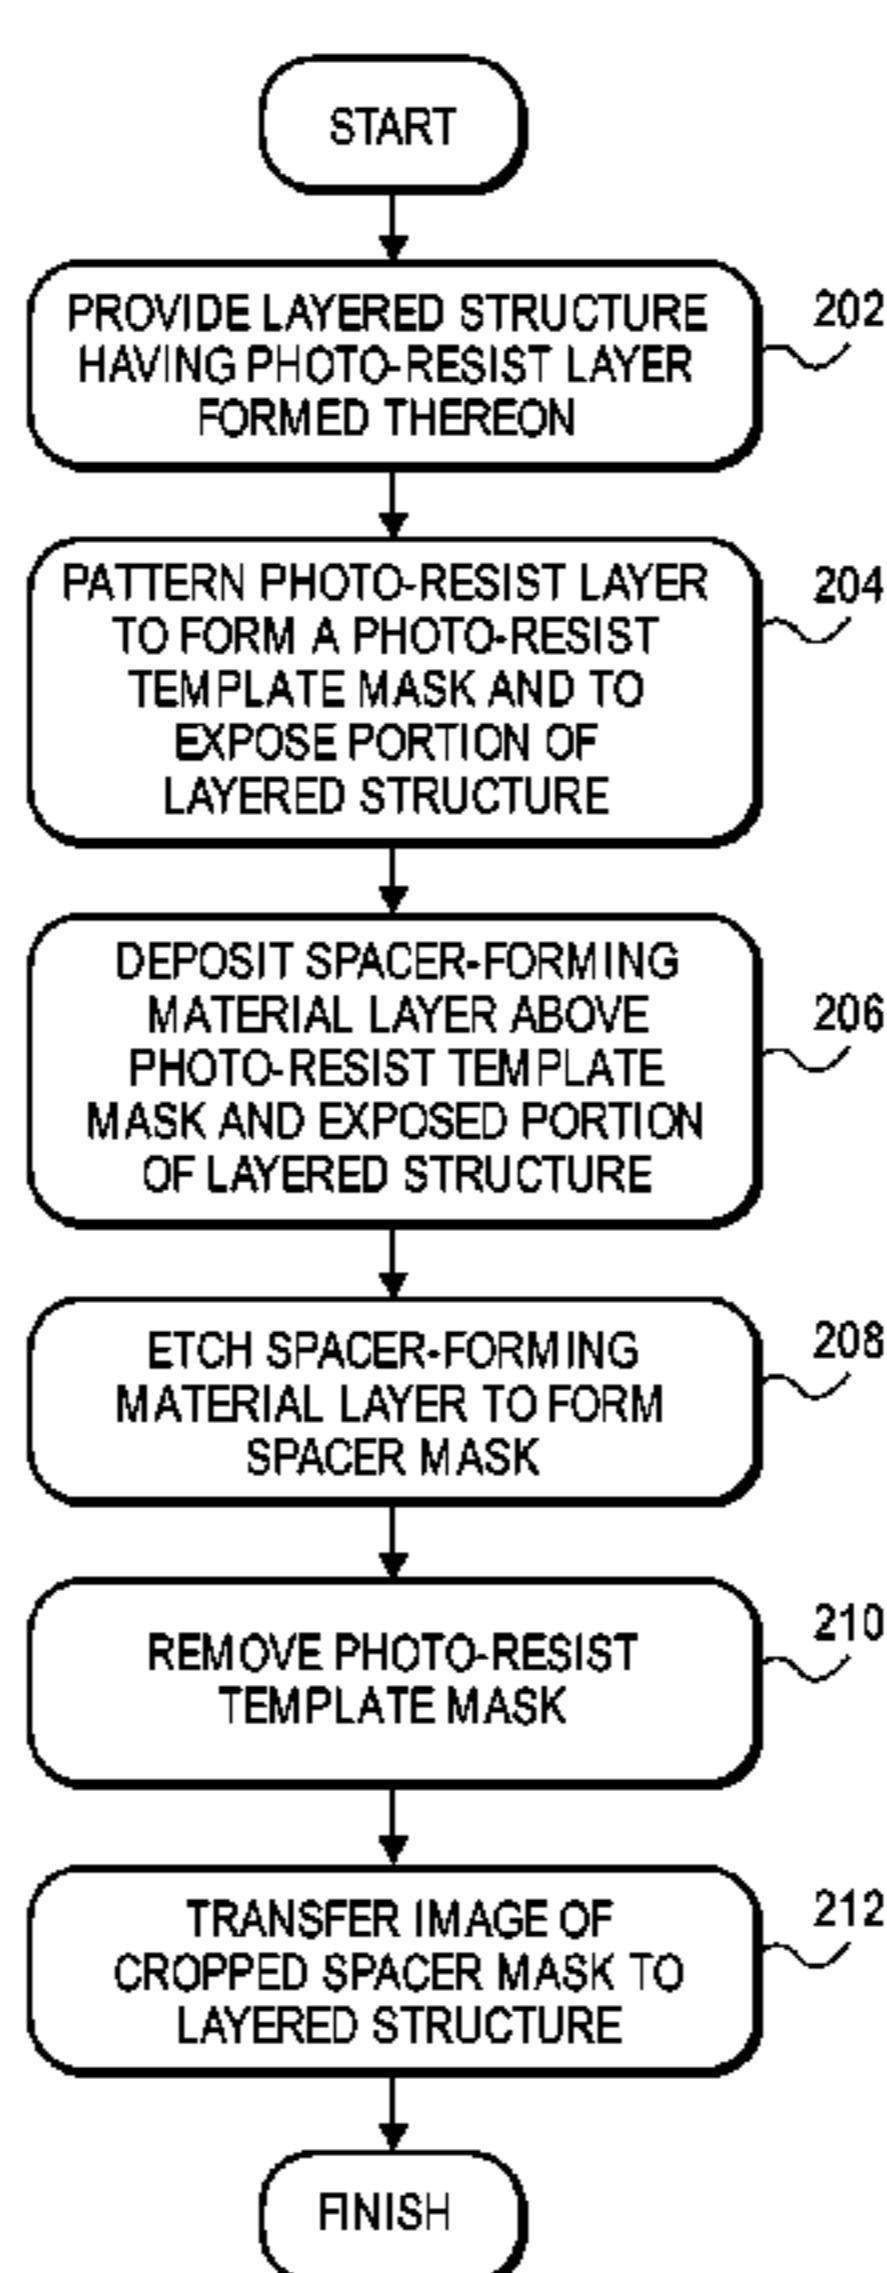 START
PROVIDE LAYERED STRUCTURE
HAVING PHOTO-RESIST LAYER
FORMED THEREON
202
PATTERN PHOTO-RESIST LAYER
TO FORM A PHOTO-RESIST
TEMPLATE MASK AND TO
EXPOSE PORTION OF
LAYERED STRUCTURE
204
DEPOSIT SPACER-FORMING
MATERIAL LAYER ABOVE
PHOTO-RESIST TEMPLATE
MASK AND EXPOSED PORTION
OF LAYERED STRUCTURE
206
ETCH SPACER-FORMING
MATERIAL LAYER TO FORM
SPACER MASK
208
REMOVE PHOTO-RESIST
TEMPLATE MASK
210
TRANSFER IMAGE OF
CROPPED SPACER MASK TO
LAYERED STRUCTURE
212
FINISH